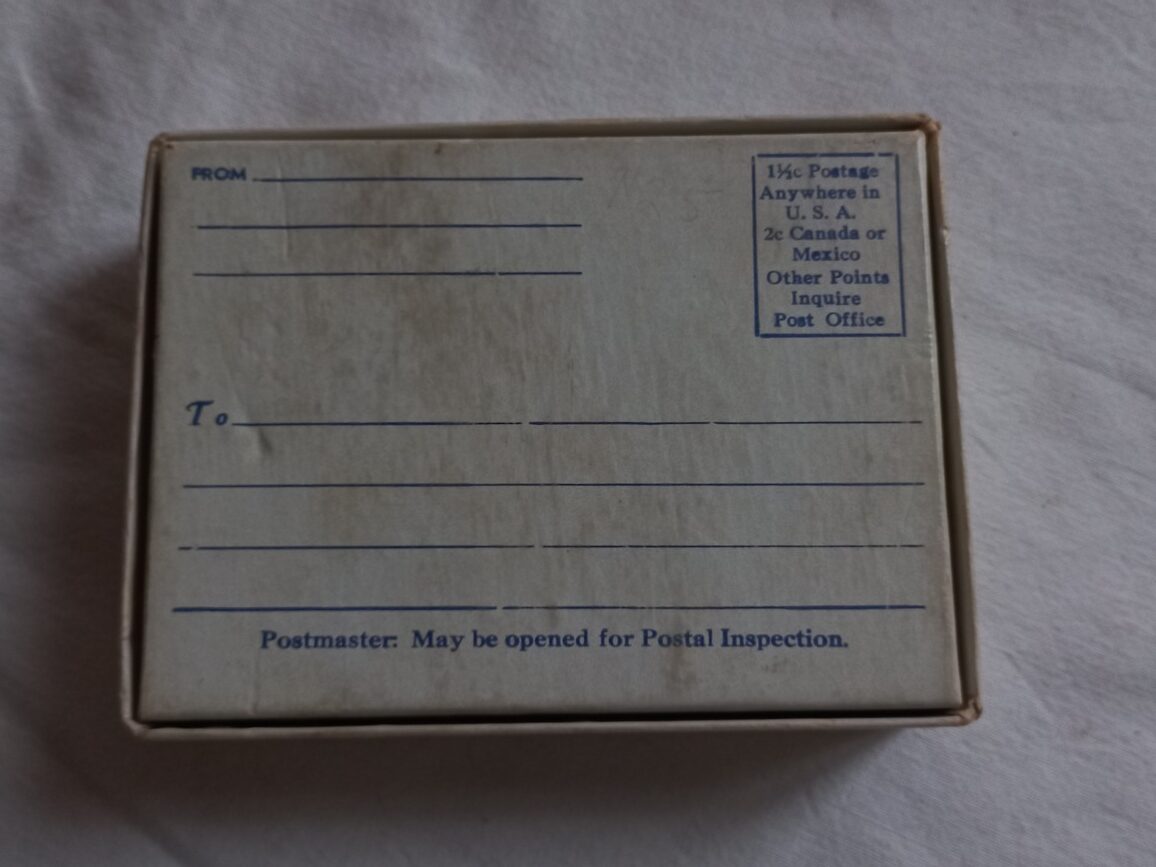 FROM
1½c Postage
Anywhere in
U. S. A.
2c Canada or
Mexico
Other Points
Inquire
Post Office
To
Postmaster: May be opened for Postal Inspection.